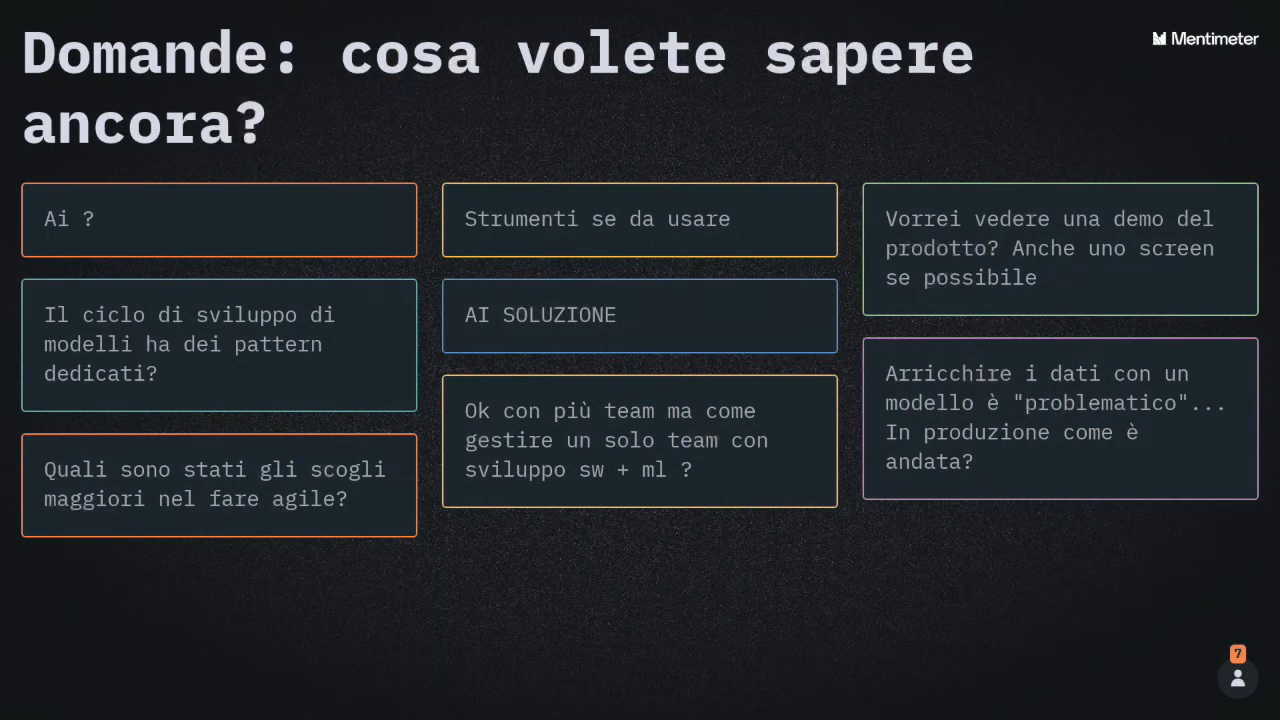 Domande: cosa volete sapere
ancora?
Mentimeter
Ai ?
Il ciclo di sviluppo di
modelli ha dei pattern
dedicati?
Quali sono stati gli scogli
maggiori nel fare agile?
Strumenti se da usare
AI SOLUZIONE
Ok con più team ma come
gestire un solo team con
sviluppo sw + ml ?
Vorrei vedere una demo del
prodotto? Anche uno screen
se possibile
Arricchire i dati con un
modello è "problematico"...
In produzione come è
andata?
7